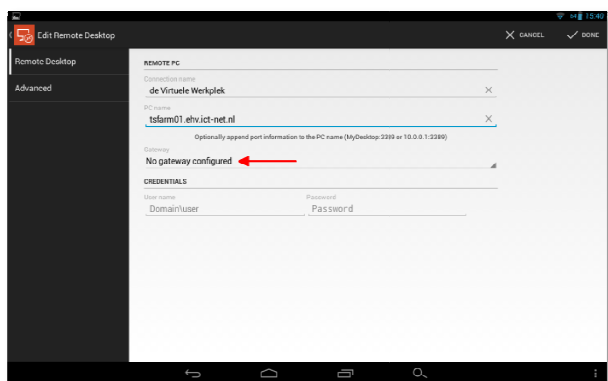 64 15:40
Edit Remote Desktop
CANCEL
DONE
Remote Desktop
Advanced
REMOTE PC
Connection name
de Virtuele Werkplek
PC name
tsfarm01.ehv.ict-net.nl
Optionally append port information to the PC name (MyDesktop:3389 or 10.0.0.1:3389)
Gateway
No gateway configured
CREDENTIALS
User name
Password
Domain\user
Password